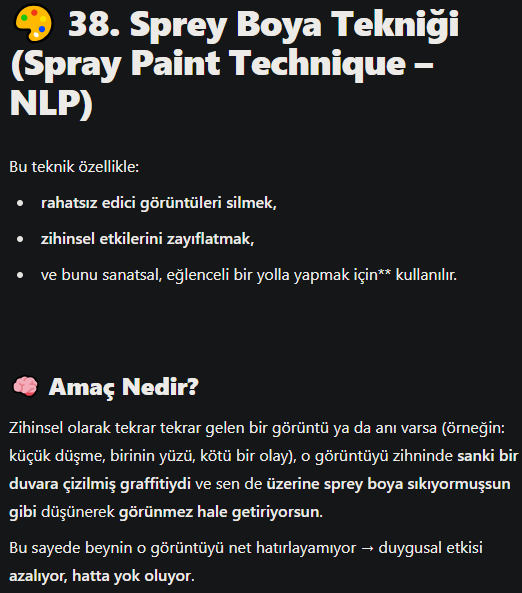 🎨 38. Sprey Boya Tekniği
(Spray Paint Technique –
NLP)
Bu teknik özellikle:
• rahatsız edici görüntüleri silmek,
• zihinsel etkilerini zayıflatmak,
• ve bunu sanatsal, eğlenceli bir yolla yapmak için** kullanılır.
🧠 Amaç Nedir?
Zihinsel olarak tekrar tekrar gelen bir görüntü ya da anı varsa (örneğin:
küçük düşme, birinin yüzü, kötü bir olay), o görüntüyü zihninde sanki bir
duvara çizilmiş graffitiydi ve sen de üzerine sprey boya sıkıyormuşsun
gibi düşünerek görünmez hale getiriyorsun.
Bu sayede beynin o görüntüyü net hatırlayamıyor → duygusal etkisi
azalıyor, hatta yok oluyor.